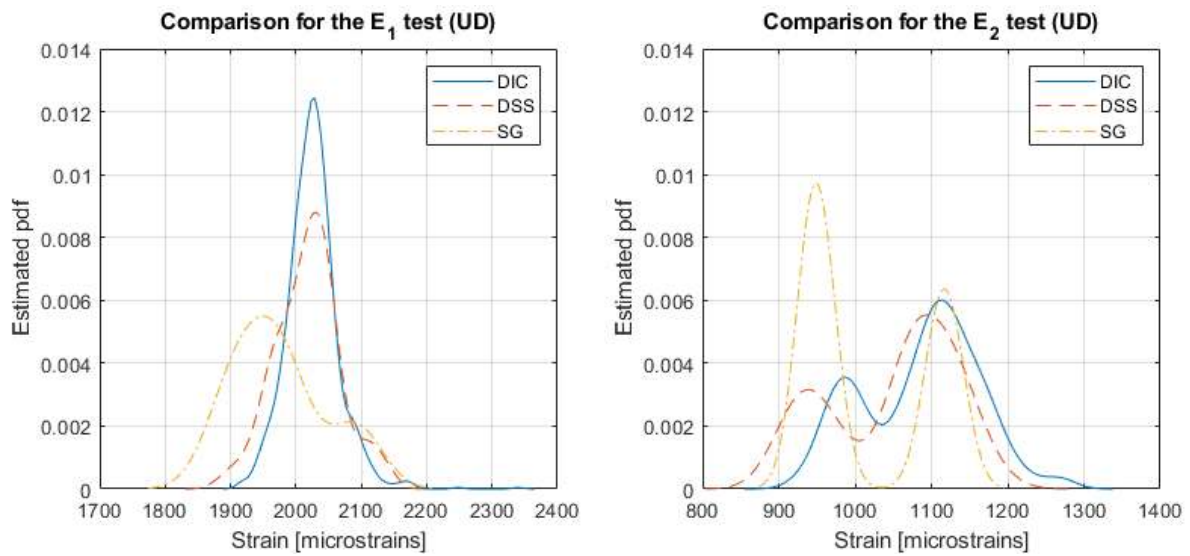 Comparison for the E1 test (UD)
0.014
0.012
0.01
0.008
0.006
0.004
0.002
0
Estimated pdf
DIC
DSS
SG
1700 1800 1900 2000 2100 2200 2300 2400
Strain [microstrains]
Comparison for the E2 test (UD)
0.014
0.012
0.01
0.008
0.006
0.004
0.002
0
Estimated pdf
DIC
DSS
SG
800 900 1000 1100 1200 1300 1400
Strain [microstrains]